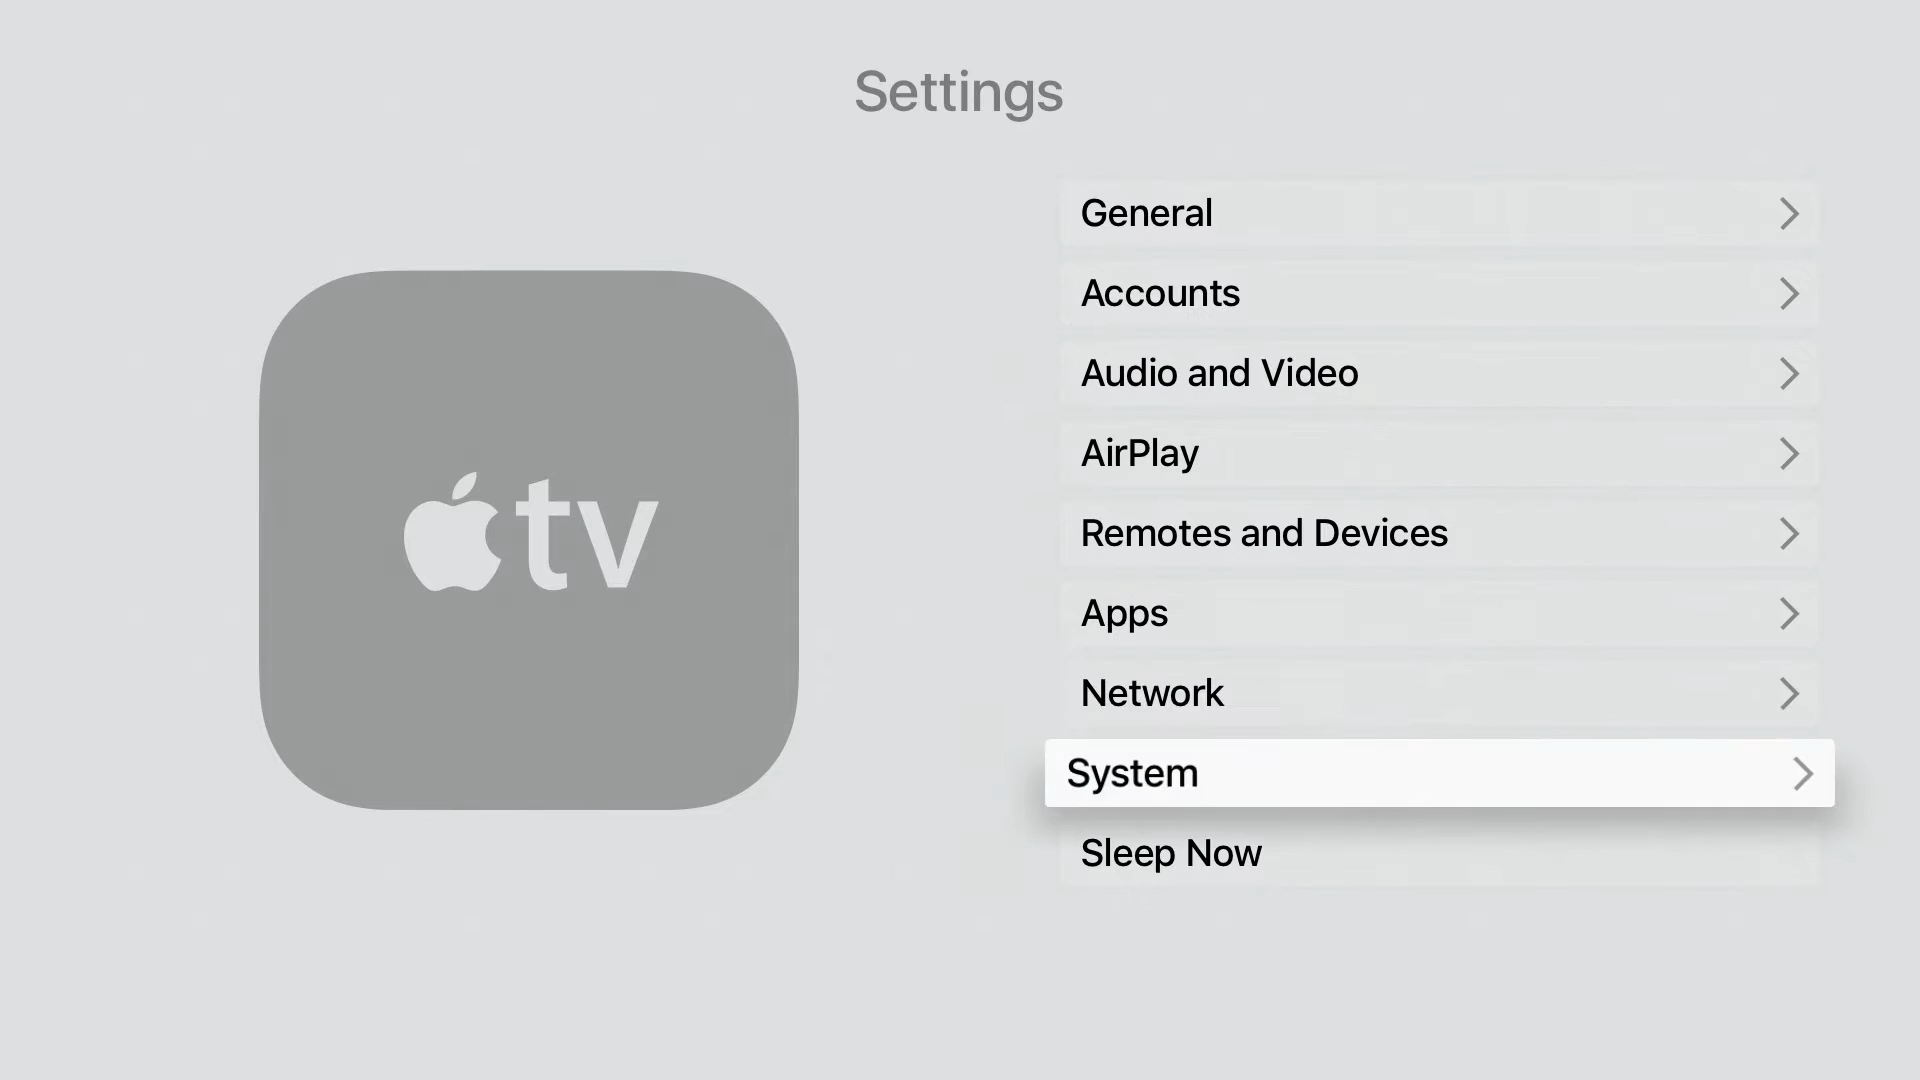 Settings
General
Accounts
Audio and Video
AirPlay
Remotes and Devices
Apps
Network
System
Sleep Now
tv